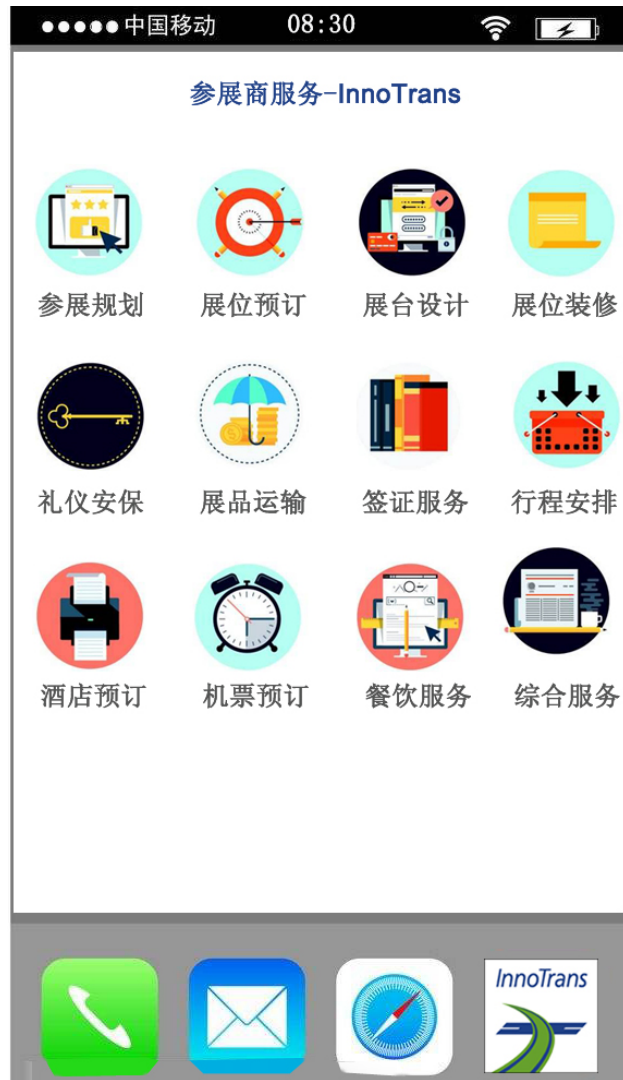 中国移动 08:30
参展商服务-InnoTrans
参展规划 展位预订 展台设计 展位装修
礼仪安保 展品运输 签证服务 行程安排
酒店预订 机票预订 餐饮服务 综合服务
InnoTrans